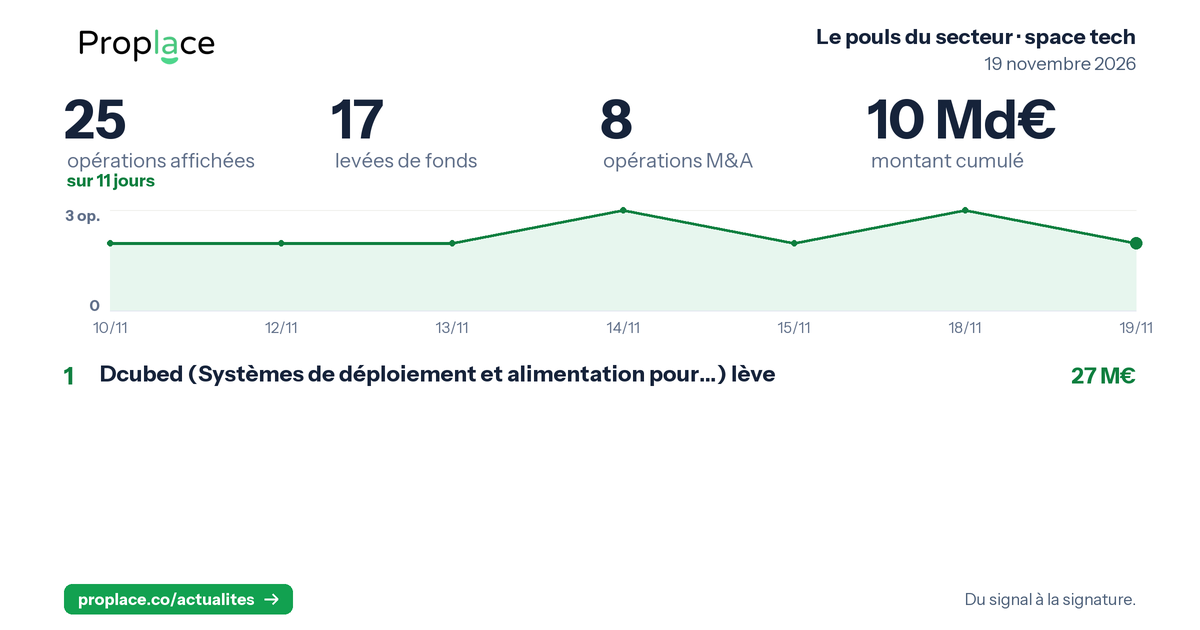 Proplace
Le pouls du secteur · space tech
19 novembre 2026
25
opérations affichées
sur 11 jours
17
levées de fonds
8
opérations M&A
10 Md€
montant cumulé
3 op.
0
10/11
12/11
13/11
14/11
15/11
18/11
19/11
1 Dcubed (Systèmes de déploiement et alimentation pour…) lève 27 M€
proplace.co/actualites →
Du signal à la signature.